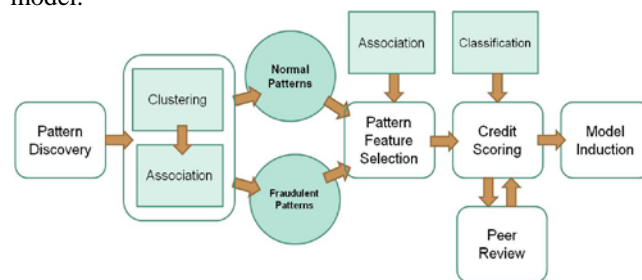 model.
Association
Classification
Normal
Patterns
Clustering
Pattern
Discovery
Association
Pattern
Feature
Selection
Credit
Scoring
Model
Induction
Fraudulent
Patterns
Peer
Review